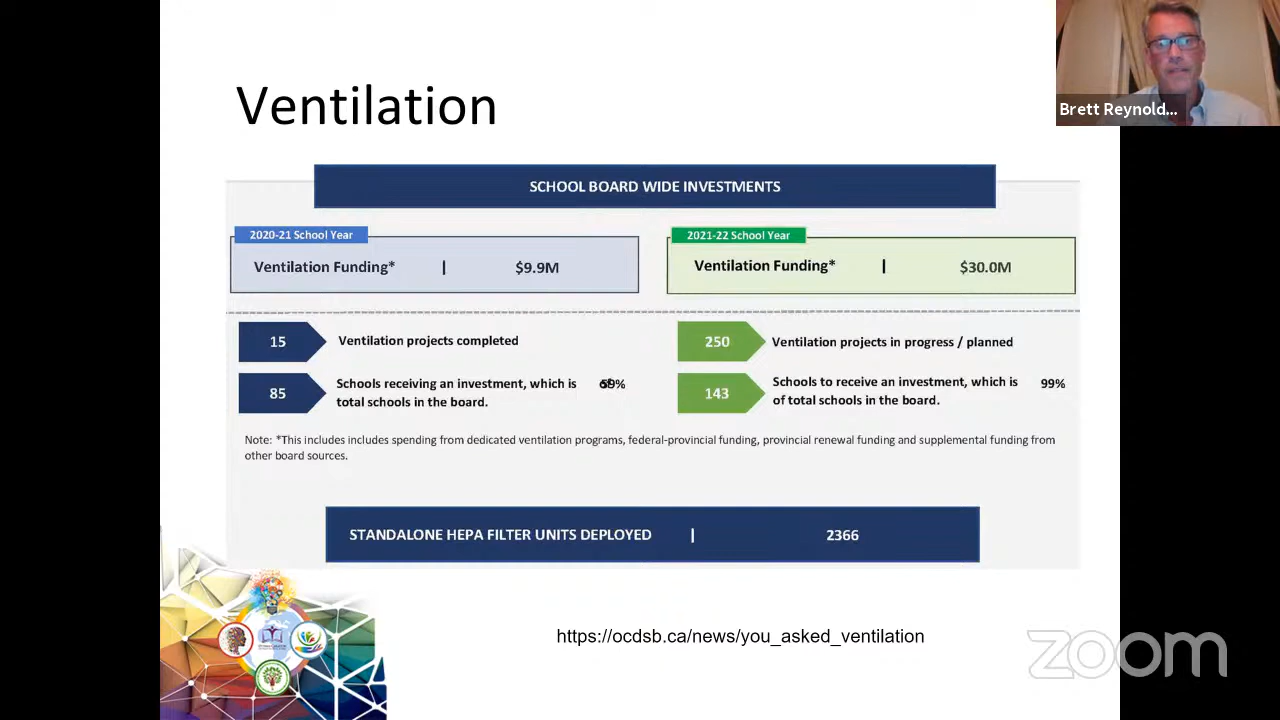 Ventilation
Brett Reynold...
SCHOOL BOARD WIDE INVESTMENTS
2020-21 School Year
Ventilation Funding* | $9.9M
2021-22 School Year
Ventilation Funding* | $30.0M
15 Ventilation projects completed
85 Schools receiving an investment, which is 59% of
total schools in the board.
250 Ventilation projects in progress / planned
143 Schools to receive an investment, which is 99%
of total schools in the board.
Note: *This includes includes spending from dedicated ventilation programs, federal-provincial funding, provincial renewal funding and supplemental funding from
other board sources.
STANDALONE HEPA FILTER UNITS DEPLOYED | 2366
https://ocdsb.ca/news/you_asked_ventilation
zoom